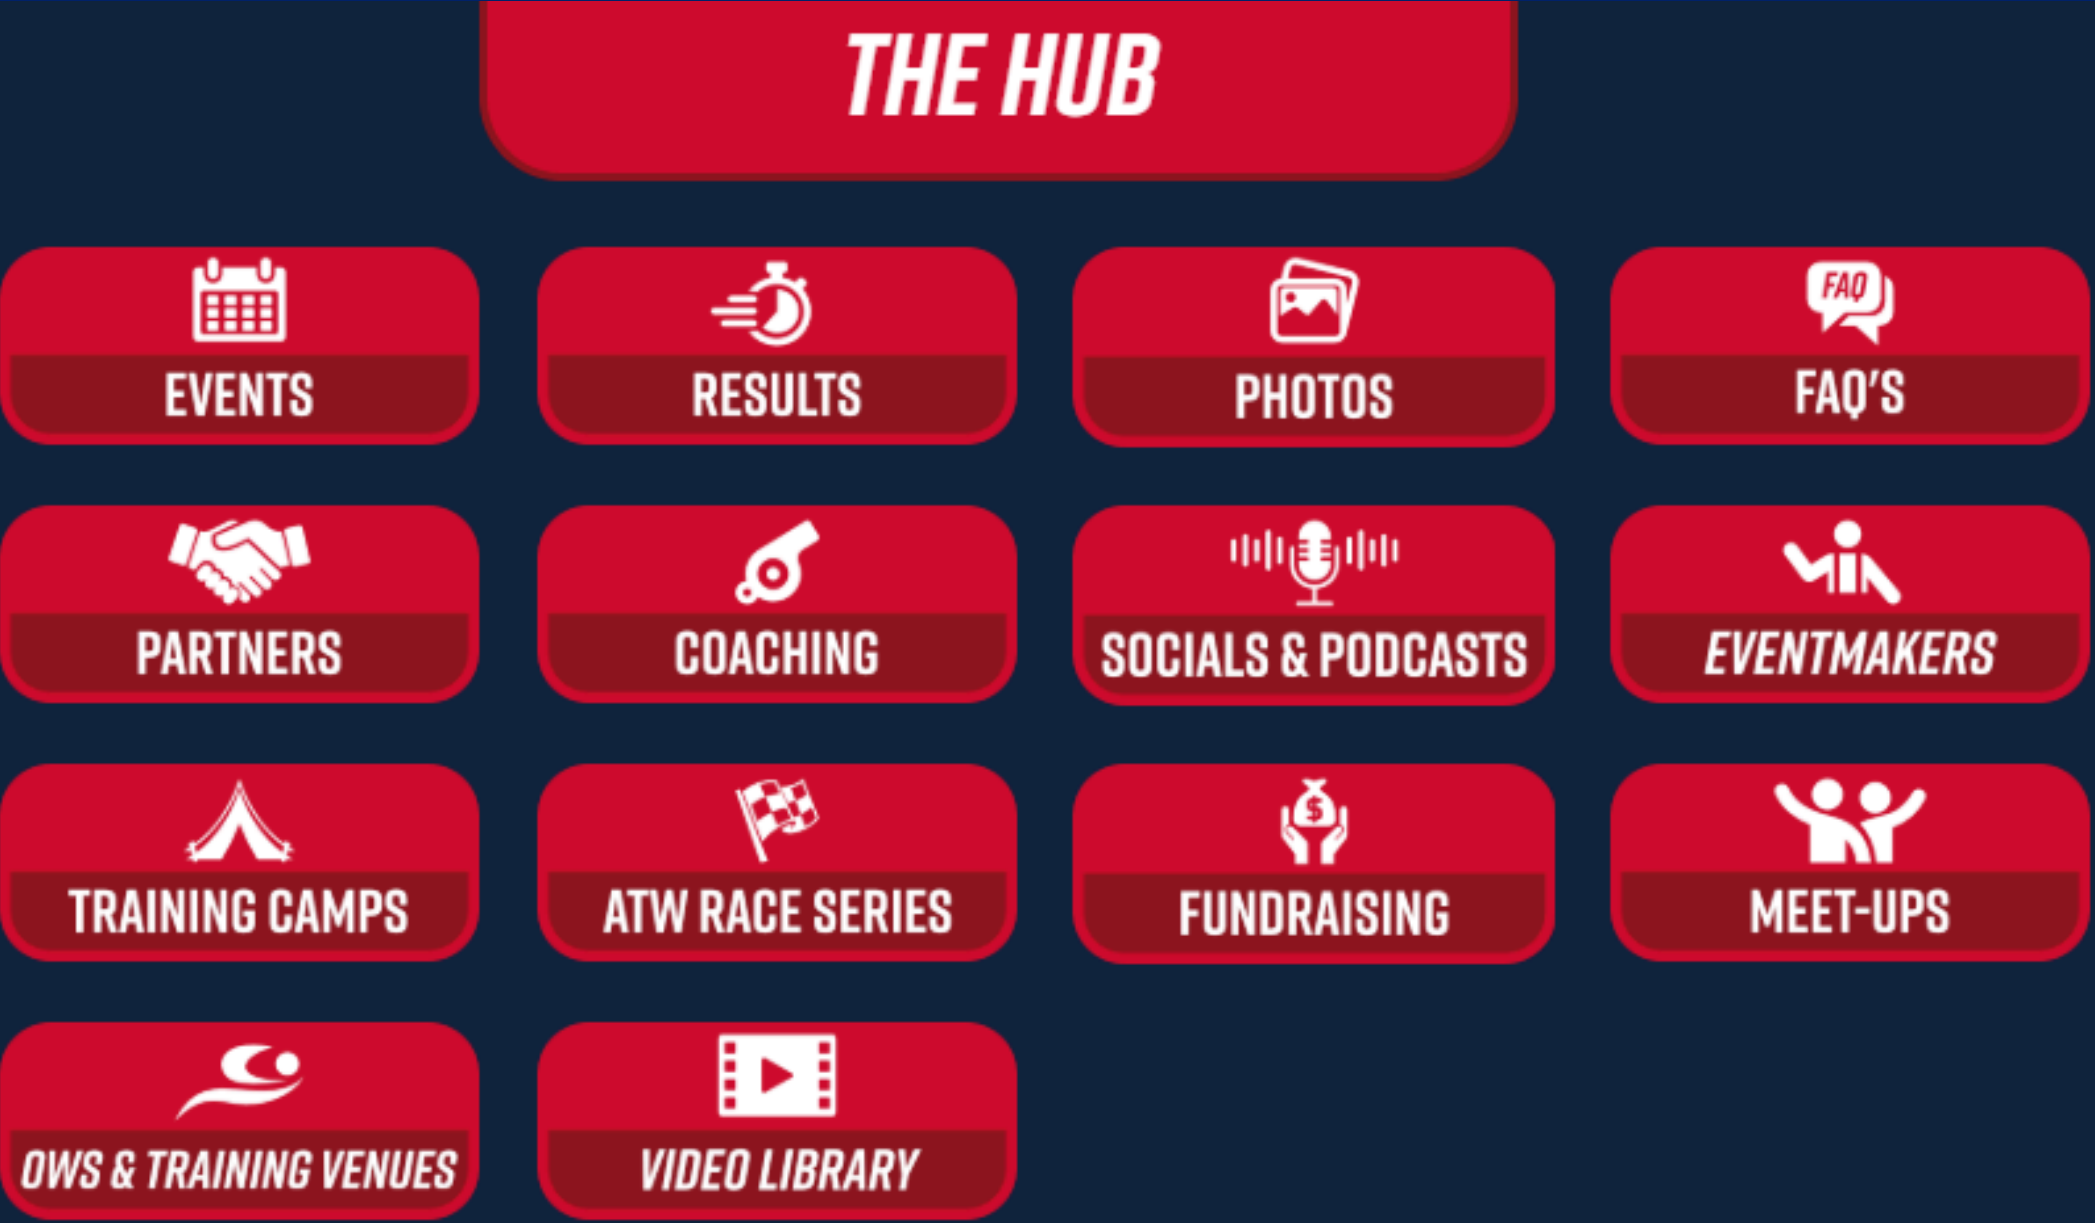 THE HUB
EVENTS
RESULTS
PHOTOS
FAQ
FAQ'S
PARTNERS
COACHING
SOCIALS & PODCASTS
EVENTMAKERS
TRAINING CAMPS
ATW RACE SERIES
$
FUNDRAISING
MEET-UPS
OWS & TRAINING VENUES
VIDEO LIBRARY